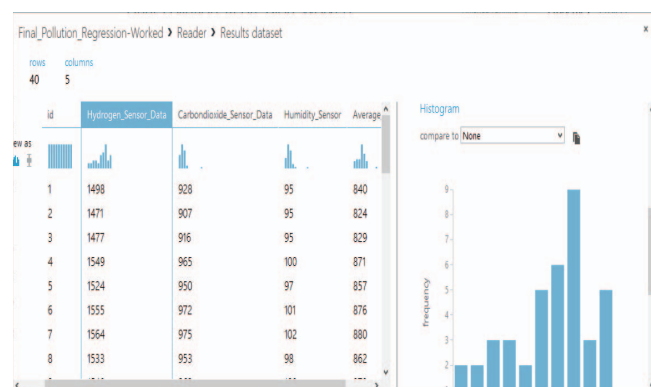 Final_Pollution_Regression-Worked > Reader > Results dataset
x
rows columns
40 5
id Hydrogen_Sensor_Data Carbondioxide_Sensor_Data Humidity_Sensor Average
ew as
1 1498 928 95 840
2 1471 907 95 824
3 1477 916 95 829
4 1549 965 100 871
5 1524 950 97 857
6 1555 972 101 876
7 1564 975 102 880
8 1533 953 98 862
Histogram
compare to None
frequency
9
8
7
6
5
4
3
2